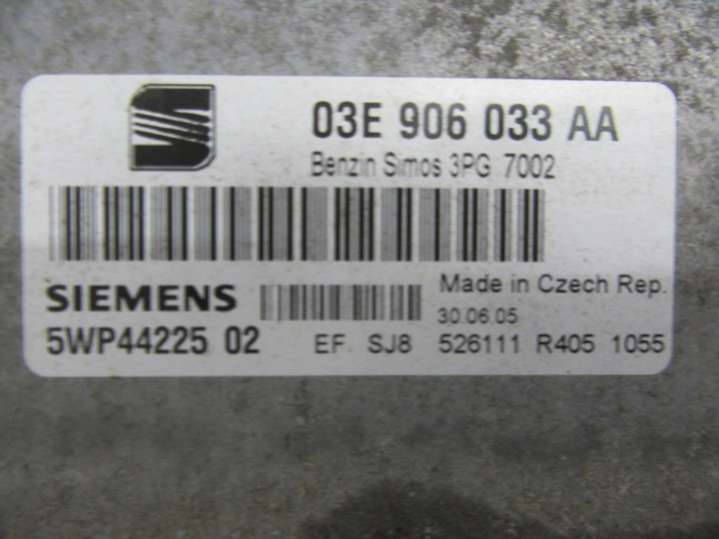 03E 906 033 AA
Benzin Simos 3PG 7002
SIEMENS
Made in Czech Rep.
30.06.05
5WP44225 02 EF SJ8 526111 R405 1055